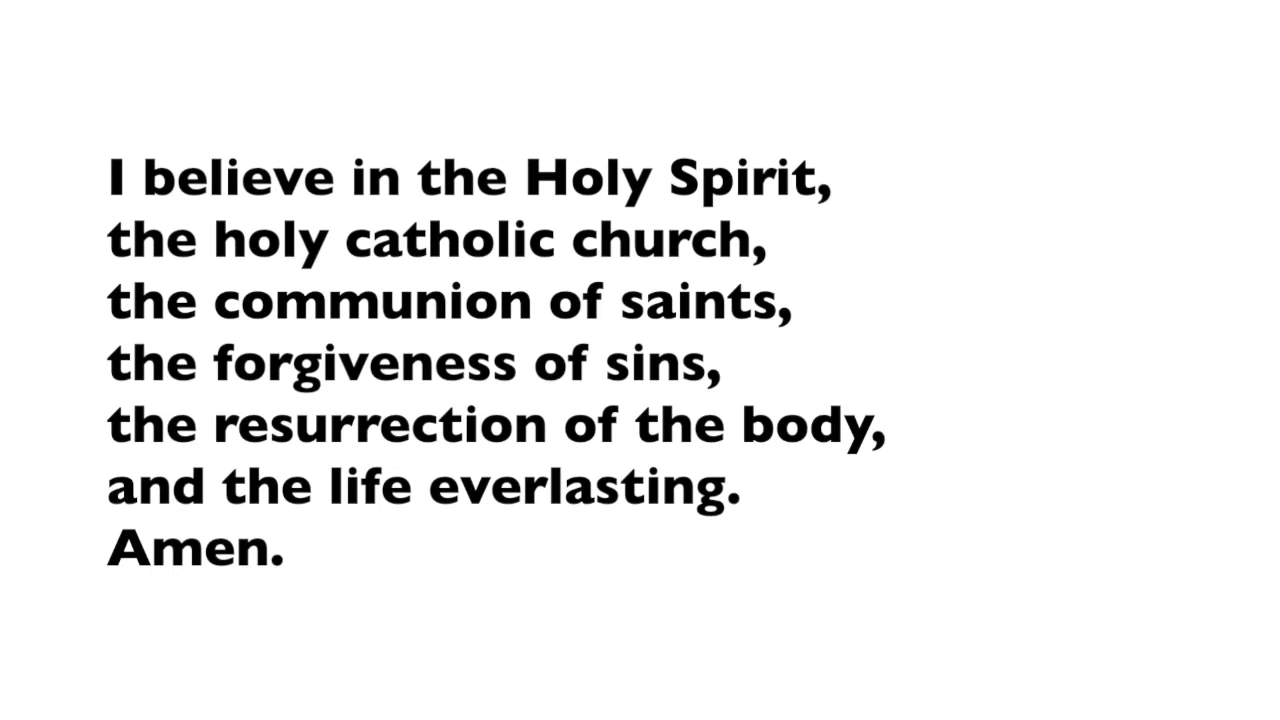 I believe in the Holy Spirit,
the holy catholic church,
the communion of saints,
the forgiveness of sins,
the resurrection of the body,
and the life everlasting.
Amen.